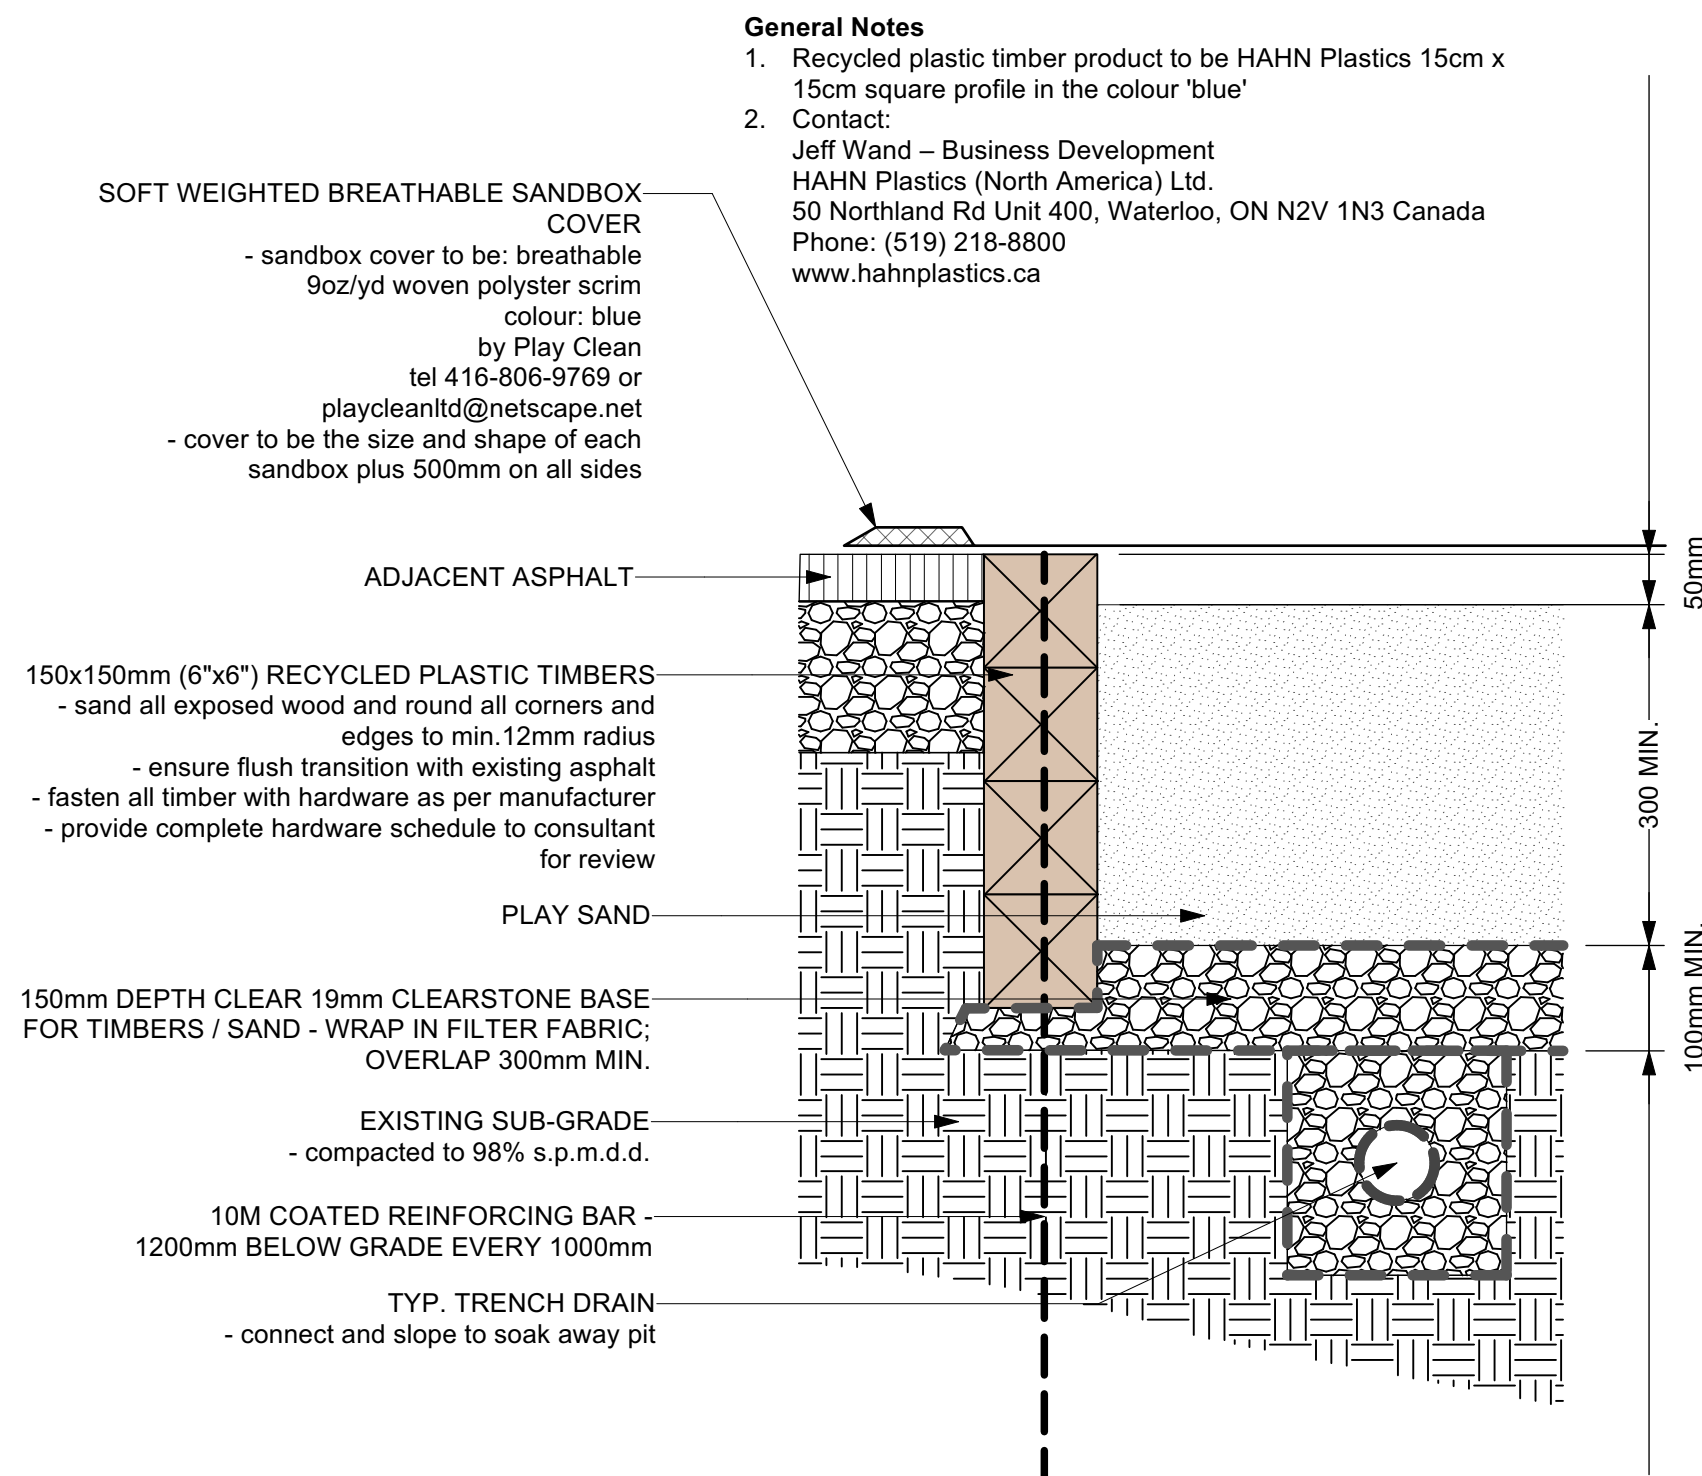 General Notes
1. Recycled plastic timber product to be HAHN Plastics 15cm x
15cm square profile in the colour 'blue'
2. Contact:
Jeff Wand – Business Development
HAHN Plastics (North America) Ltd.
50 Northland Rd Unit 400, Waterloo, ON N2V 1N3 Canada
Phone: (519) 218-8800
www.hahnplastics.ca
SOFT WEIGHTED BREATHABLE SANDBOX
COVER
- sandbox cover to be: breathable
9oz/yd woven polyster scrim
colour: blue
by Play Clean
tel 416-806-9769 or
playcleanltd@netscape.net
- cover to be the size and shape of each
sandbox plus 500mm on all sides
ADJACENT ASPHALT
150x150mm (6"x6") RECYCLED PLASTIC TIMBERS
- sand all exposed wood and round all corners and
edges to min.12mm radius
- ensure flush transition with existing asphalt
- fasten all timber with hardware as per manufacturer
- provide complete hardware schedule to consultant
for review
PLAY SAND
150mm DEPTH CLEAR 19mm CLEARSTONE BASE
FOR TIMBERS / SAND - WRAP IN FILTER FABRIC;
OVERLAP 300mm MIN.
EXISTING SUB-GRADE
- compacted to 98% s.p.m.d.d.
10M COATED REINFORCING BAR -
1200mm BELOW GRADE EVERY 1000mm
TYP. TRENCH DRAIN
- connect and slope to soak away pit
50mm
300 MIN.
100mm MIN.